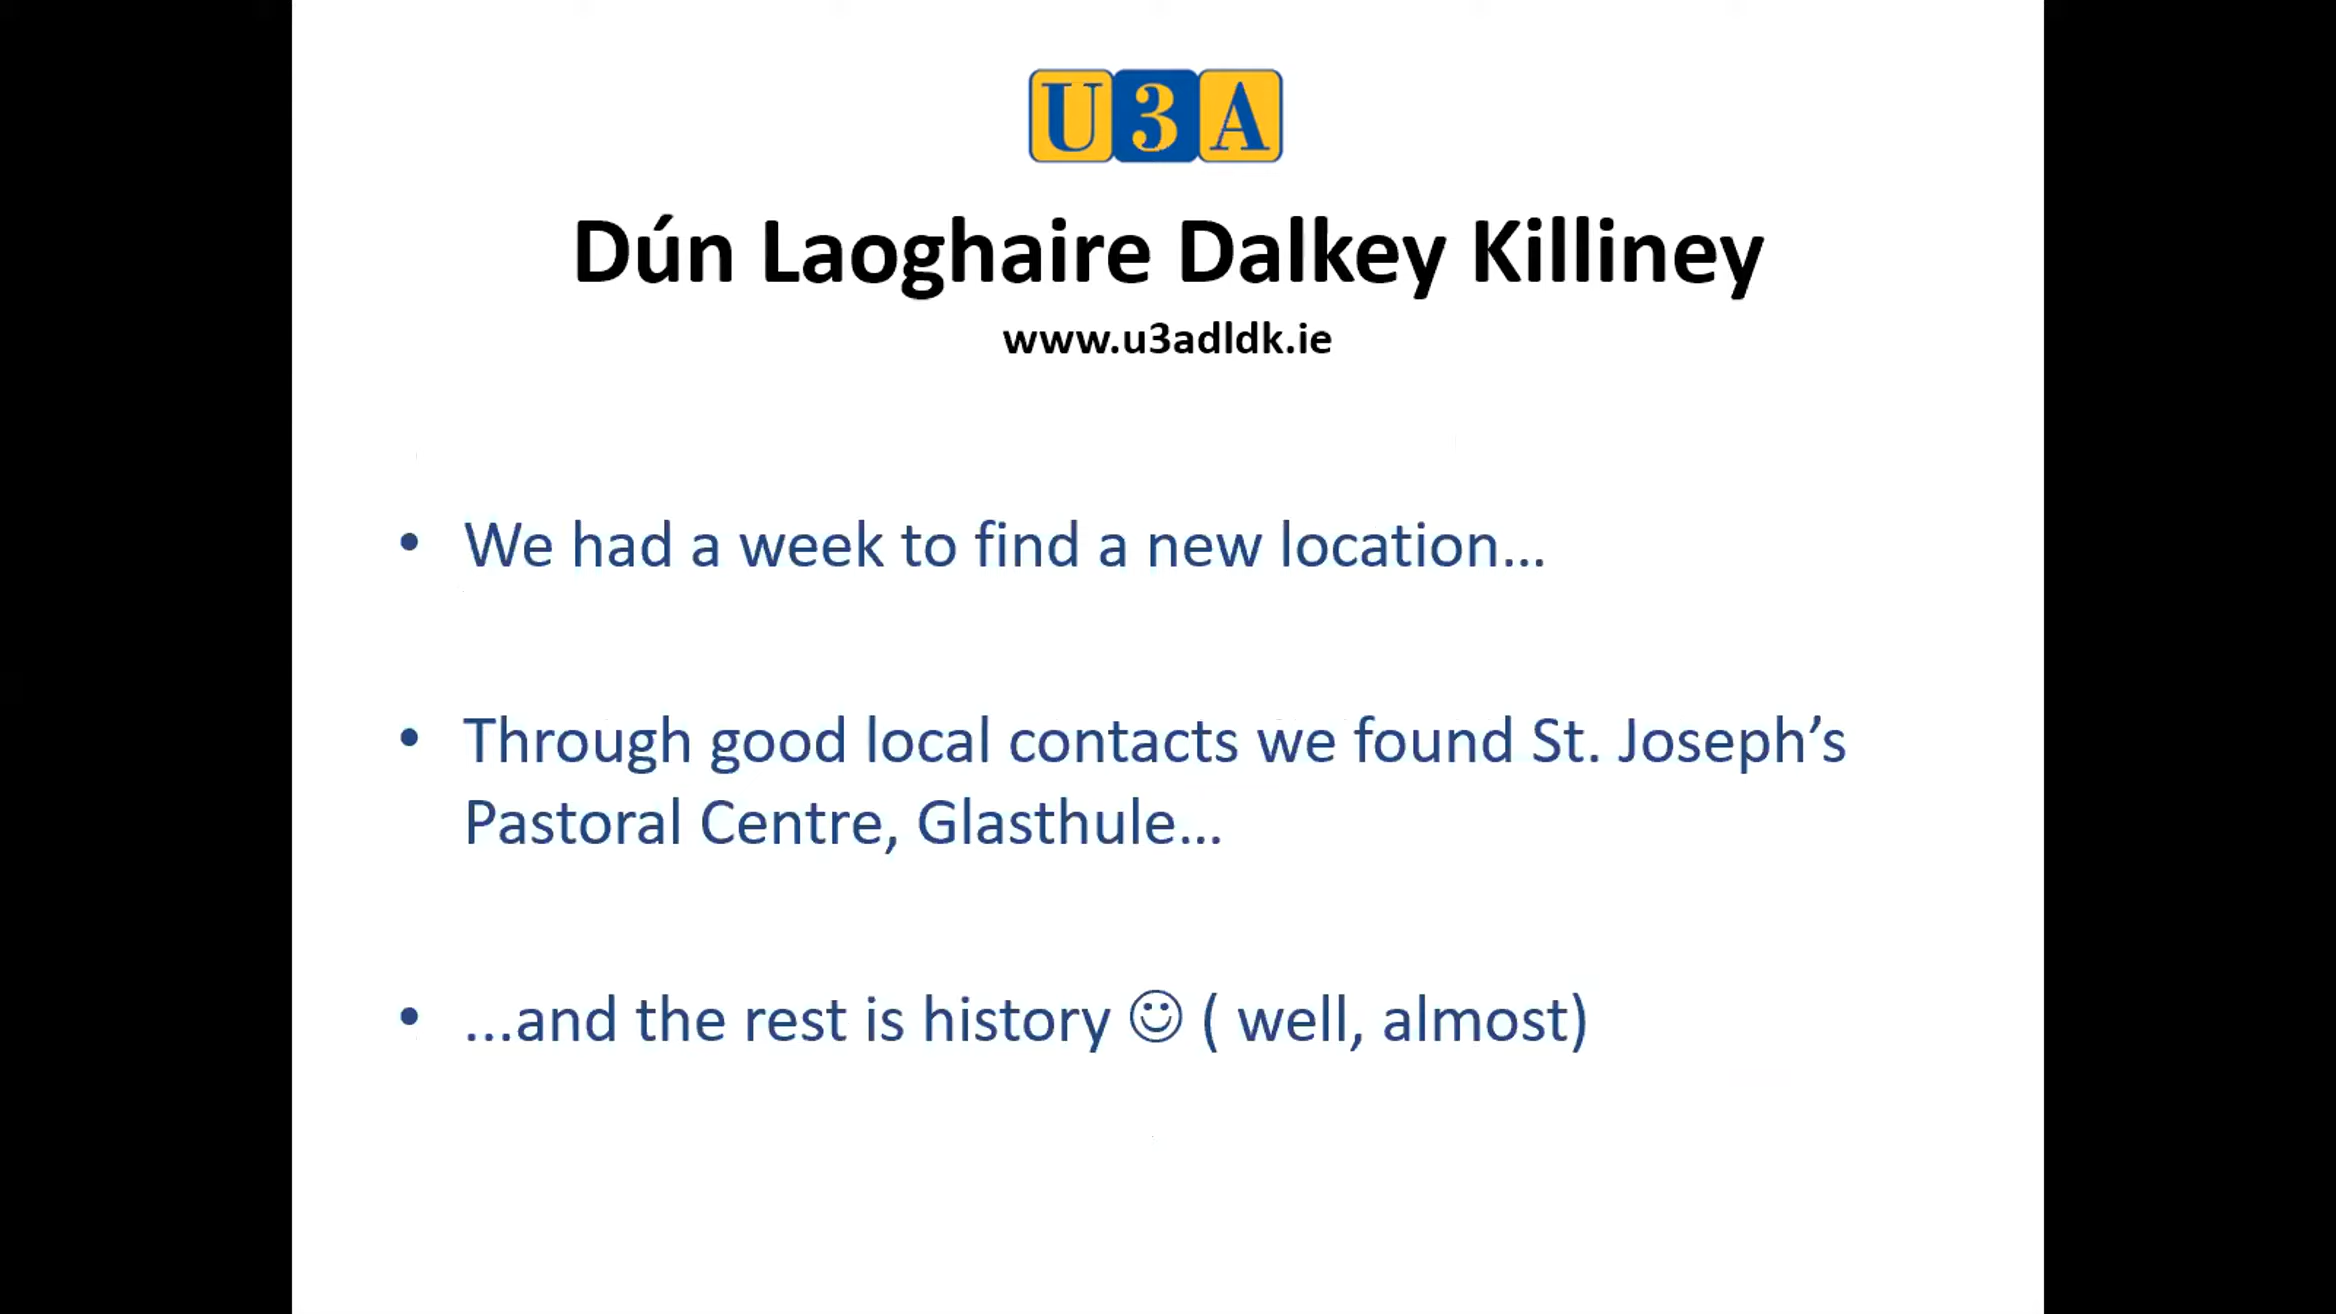 U3A
Dún Laoghaire Dalkey Killiney
www.u3adldk.ie
• We had a week to find a new location...
• Through good local contacts we found St. Joseph’s
Pastoral Centre, Glasthule...
• ...and the rest is history ☺ ( well, almost)